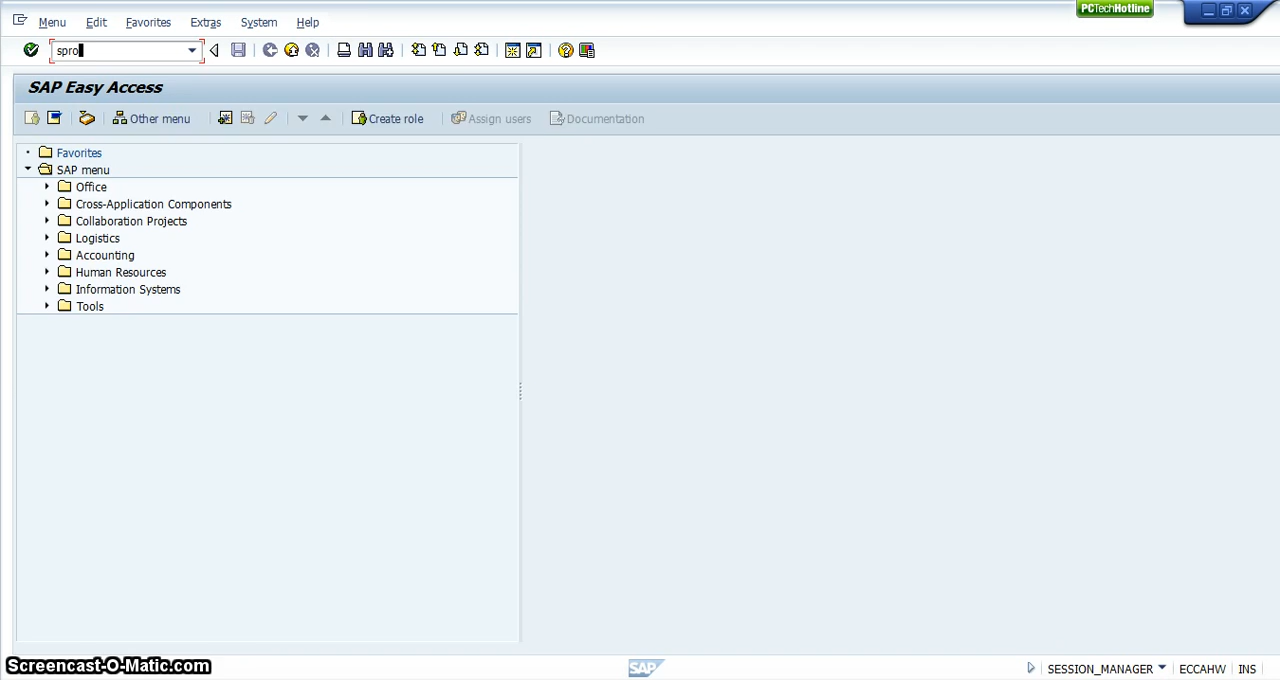 PCTechHotline
Menu Edit Favorites Extras System Help
spro
SAP Easy Access
Other menu Create role Assign users Documentation
Favorites
SAP menu
Office
Cross-Application Components
Collaboration Projects
Logistics
Accounting
Human Resources
Information Systems
Tools
Screencast-O-Matic.com
SAP
SESSION_MANAGER ECCAHW INS